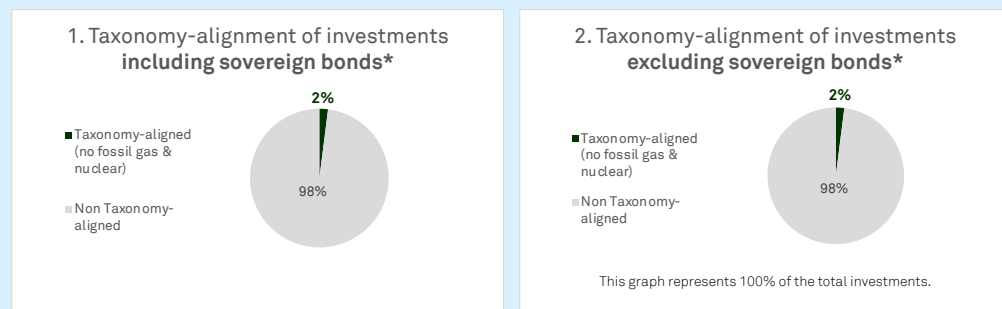 1. Taxonomy-alignment of investments
including sovereign bonds*
2%
Taxonomy-aligned
(no fossil gas &
nuclear)
98%
Non Taxonomy-
aligned
2. Taxonomy-alignment of investments
excluding sovereign bonds*
2%
Taxonomy-aligned
(no fossil gas &
nuclear)
98%
Non Taxonomy-
aligned
This graph represents 100% of the total investments.